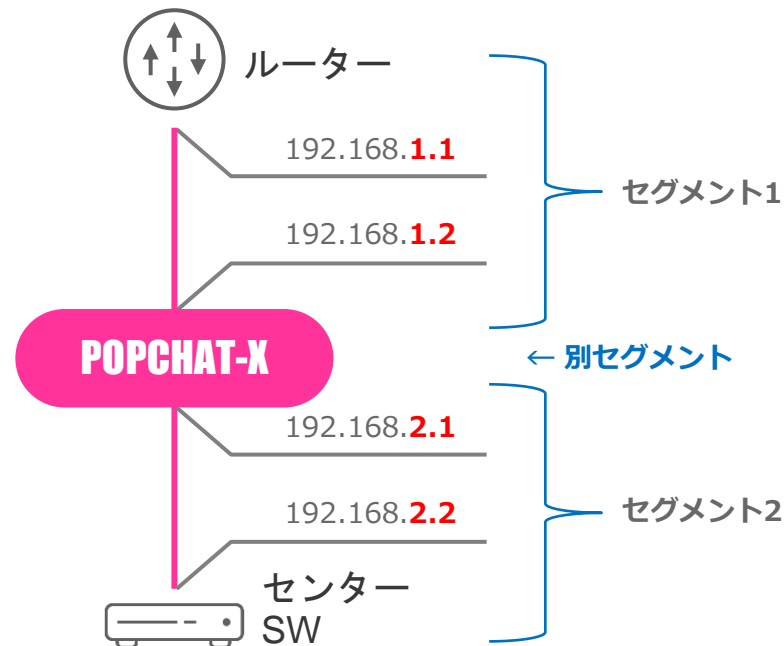 ルーター
192.168.1.1
セグメント1
192.168.1.2
POPCHAT-X
← 別セグメント
192.168.2.1
192.168.2.2
セグメント2
センター
SW